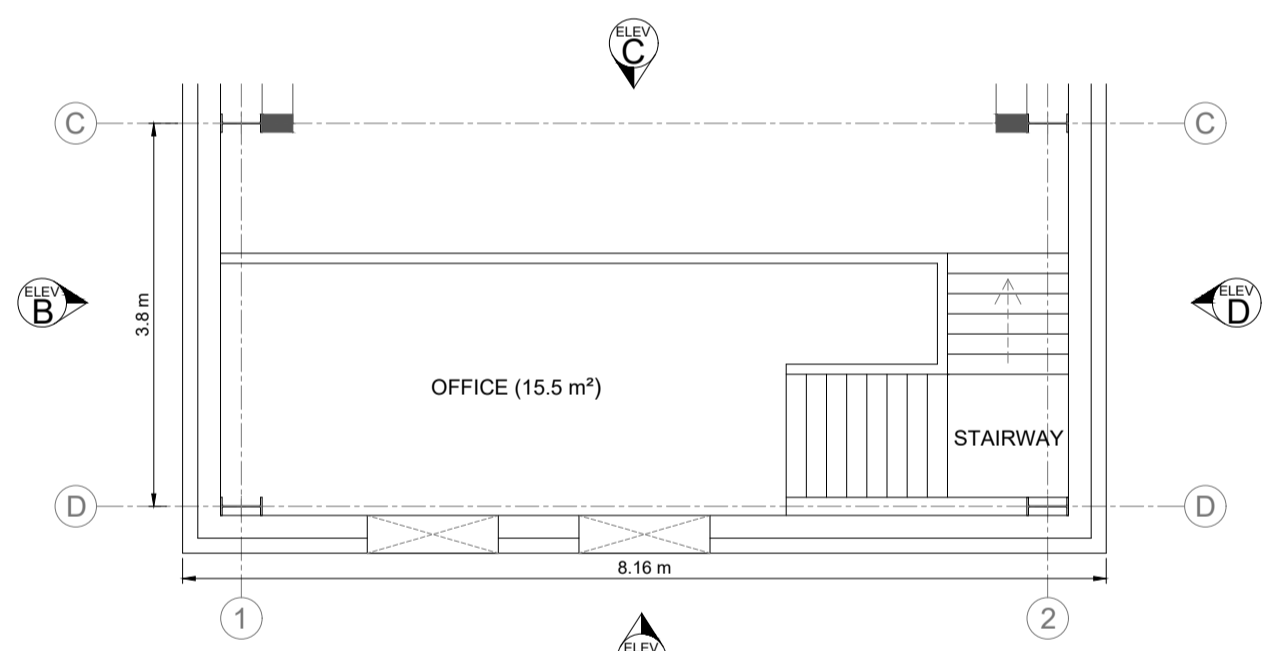 ELEV
C
C
C
ELEV
B
3.8 m
ELEV
D
OFFICE (15.5 m²)
STAIRWAY
D
D
8.16 m
1
2
ELEV